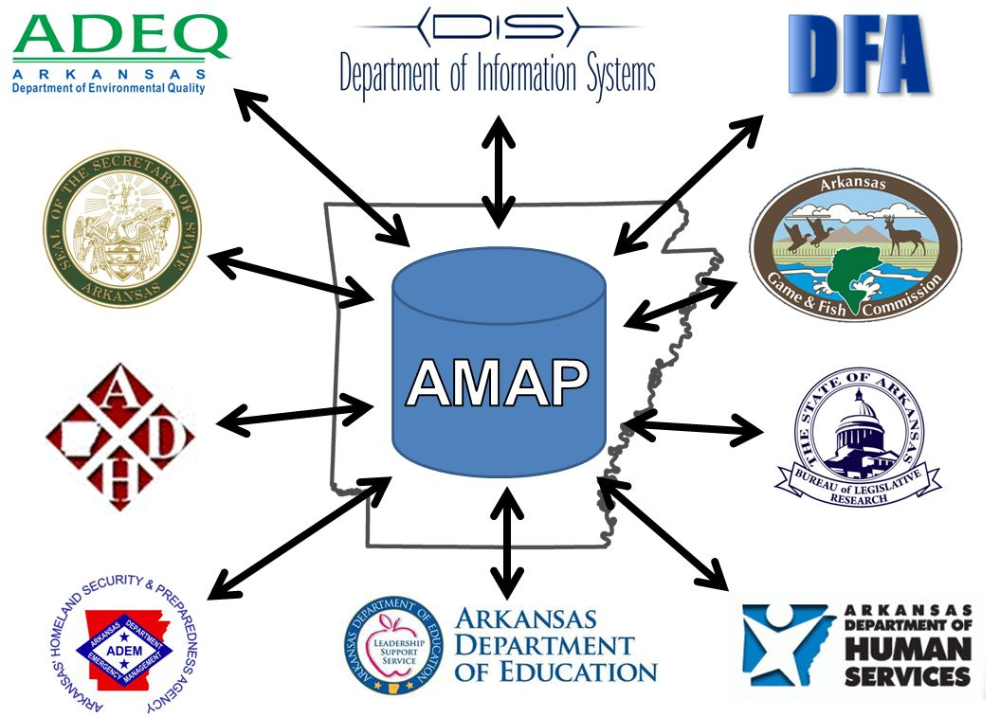 ADEQ
ARKANSAS
Department of Environmental Quality
DIS
Department of Information Systems
DFA
SEAL OF THE SECRETARY OF STATE
ARKANSAS
Arkansas
Game & Fish Commission
AMAP
A
D
H
THE STATE OF ARKANSAS
BUREAU of LEGISLATIVE
RESEARCH
ARKANSAS HOMELAND SECURITY & PREPAREDNESS AGENCY
ARKANSAS
DEPARTMENT
ADEM
EMERGENCY
MANAGEMENT
ARKANSAS DEPARTMENT OF EDUCATION
LEADERSHIP
SUPPORT
SERVICE
ARKANSAS
DEPARTMENT
OF EDUCATION
ARKANSAS
DEPARTMENT OF
HUMAN
SERVICES